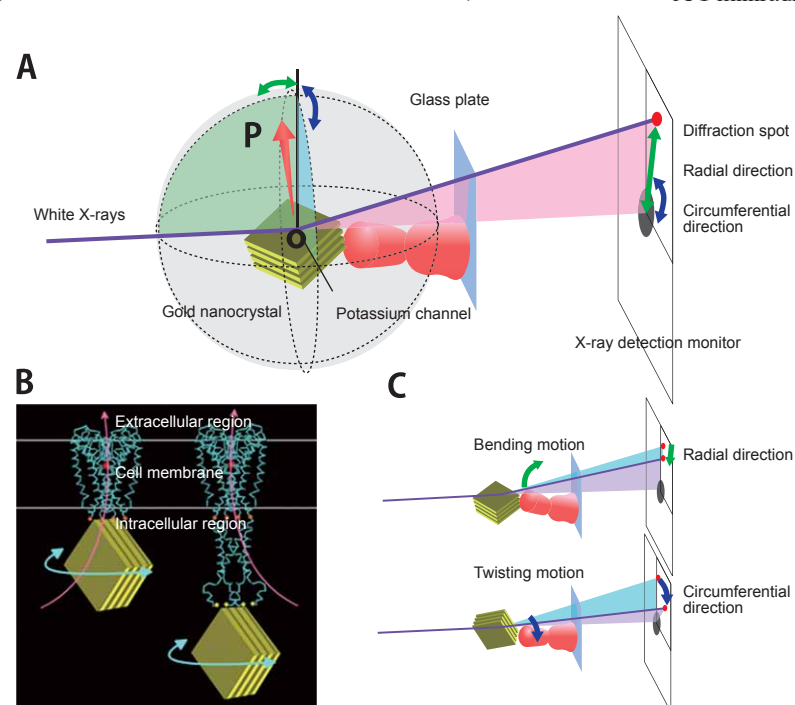 A
Glass plate
P
Diffraction spot
Radial direction
White X-rays
Circumferential
direction
O
Gold nanocrystal
Potassium channel
X-ray detection monitor
B
Extracellular region
Cell membrane
Intracellular region
C
Bending motion
Radial direction
Twisting motion
Circumferential
direction